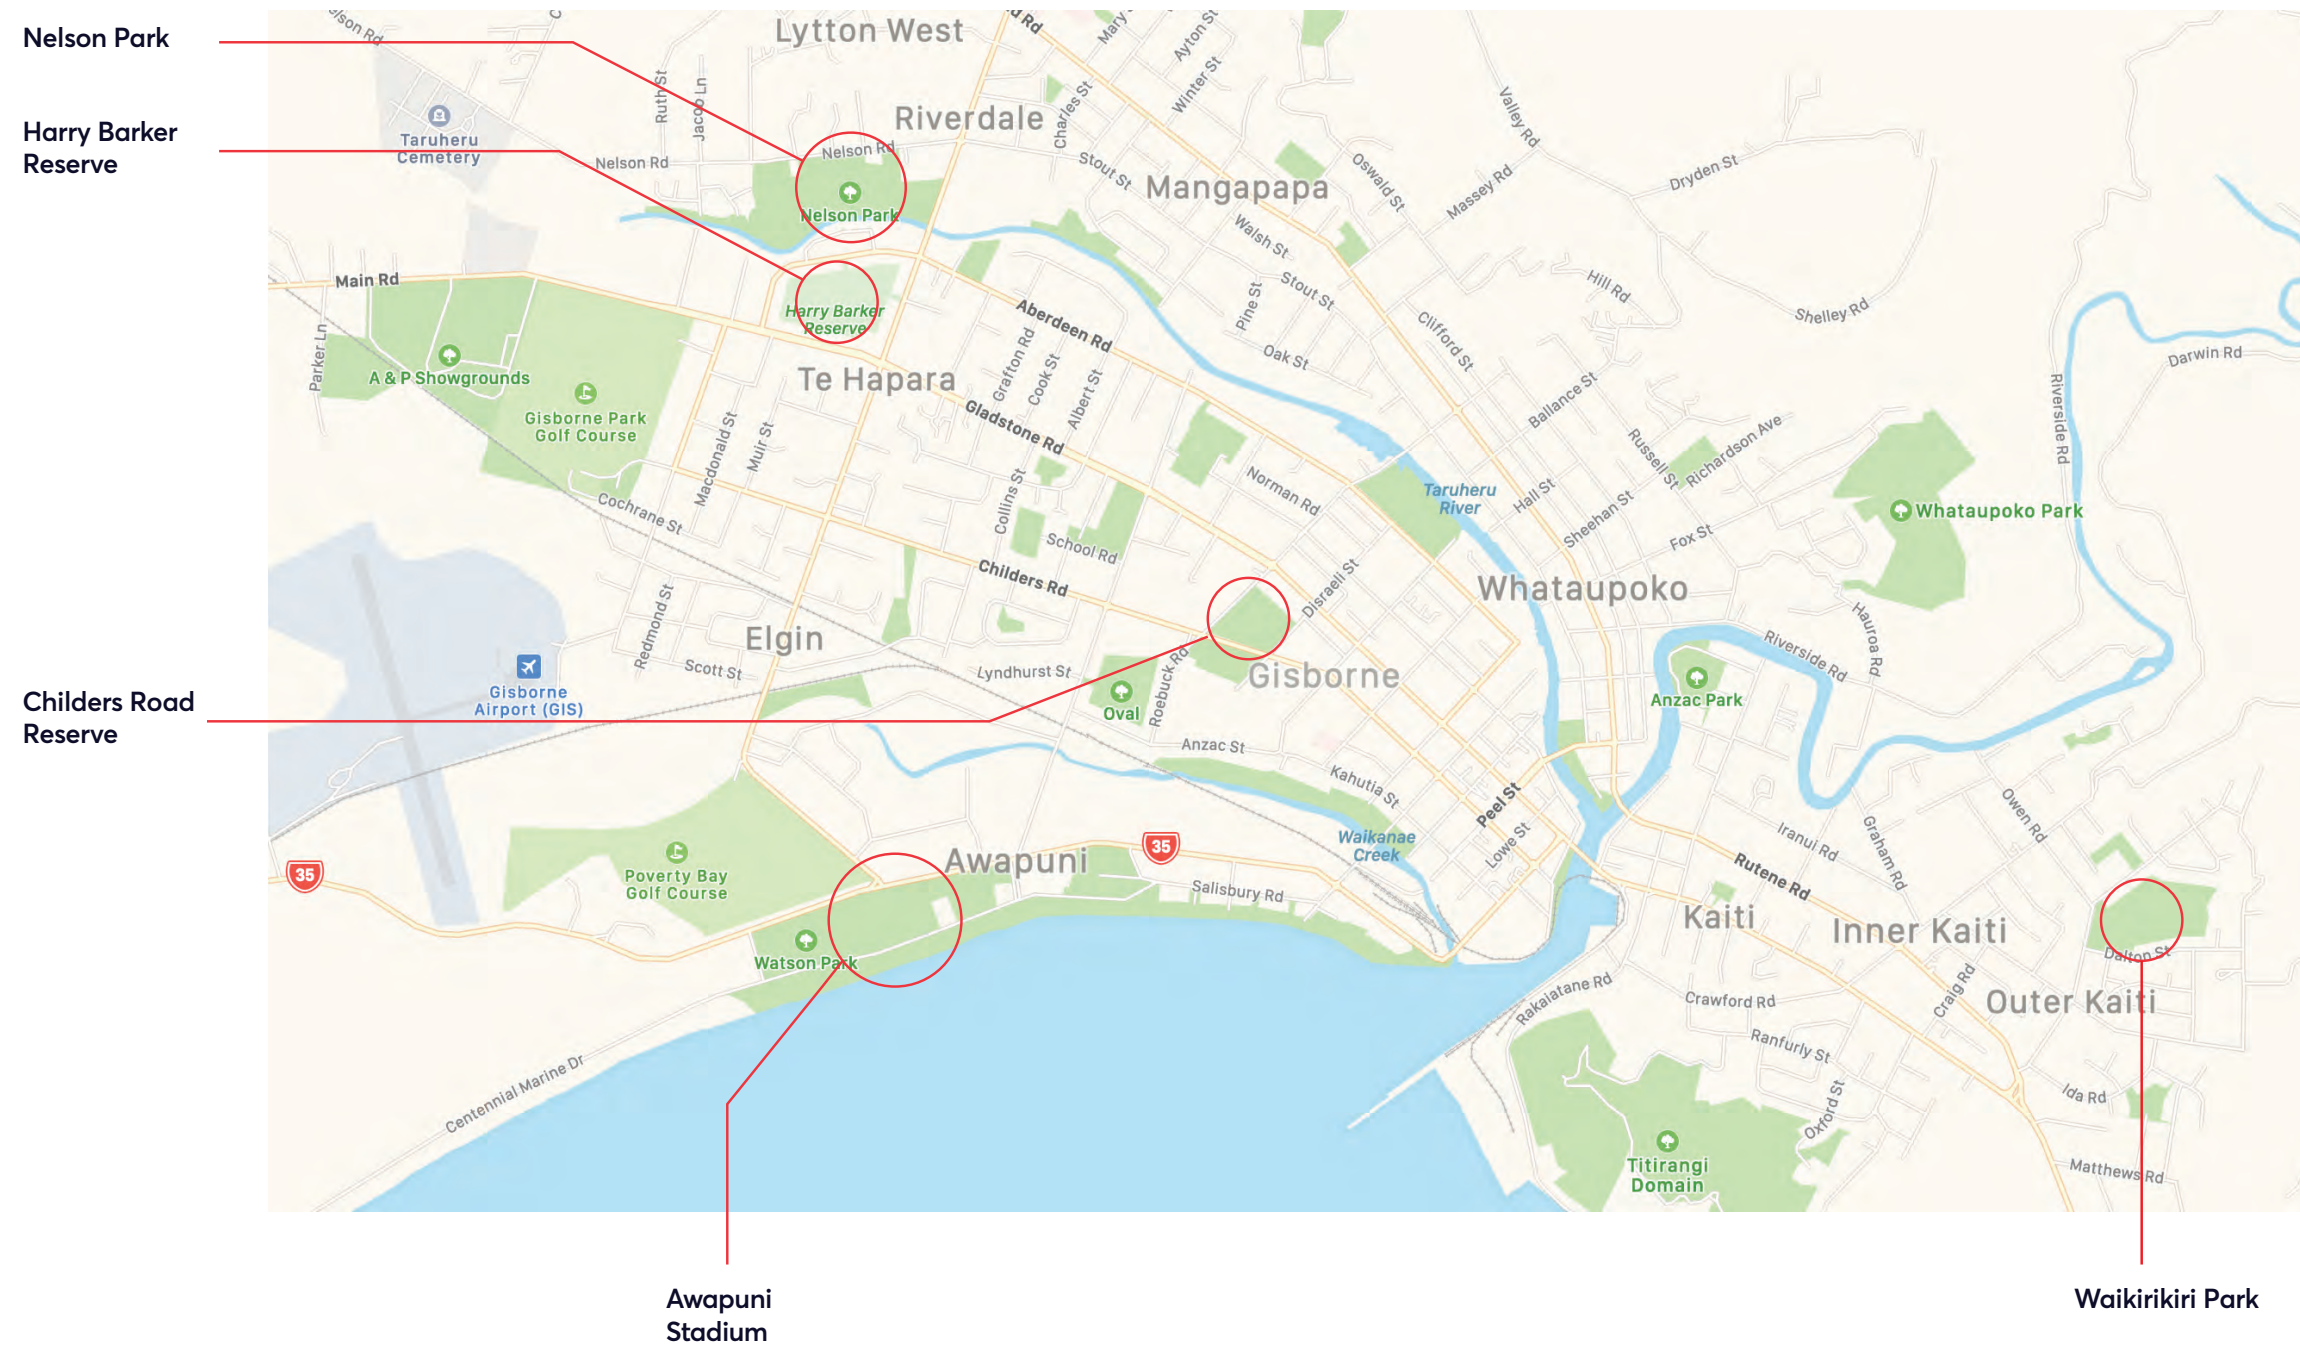 Nelson Park
Harry Barker
Reserve
Childers Road
Reserve
Awapuni
Stadium
Waikirikiri Park
Lytton West
Riverdale
Mangapapa
Te Hapara
Elgin
Gisborne
Whataupoko
Awapuni
Kaiti
Inner Kaiti
Outer Kaiti
Taruheru
Cemetery
Nelson Park
Harry Barker
Reserve
A & P Showgrounds
Gisborne Park
Golf Course
Gisborne
Airport (GIS)
Oval
Poverty Bay
Golf Course
Watson Park
Whataupoko Park
Anzac Park
Titirangi
Domain
Taruheru
River
Waikanae
Creek
35
35
Ruth St
Jacob Ln
Nelson Rd
Nelson Rd
Charles St
Ayton St
Winter St
Stout St
Valley Rd
Oswald St
Massey Rd
Dryden St
Walsh St
Stout St
Pine St
Oak St
Hill Rd
Shelley Rd
Clifford St
Darwin Rd
Riverside Rd
Main Rd
Parker Ln
Aberdeen Rd
Grafton Rd
Cook St
Albert St
Gladstone Rd
Macdonald St
Muir St
Ballance St
Russell St
Richardson Ave
Norman Rd
Collins St
School Rd
Hall St
Sheehan St
Fox St
Cochrane St
Childers Rd
Disraeli St
Redmond St
Scott St
Lyndhurst St
Roebuck Rd
Hauroa Rd
Riverside Rd
Anzac St
Kahutia St
Peel St
Lowe St
Owen Rd
Iranui Rd
Graham Rd
Rutene Rd
Salisbury Rd
Dalton St
Craig Rd
Rakaiatane Rd
Crawford Rd
Ranfurly St
Oxford St
Ida Rd
Matthews Rd
Centennial Marine Dr